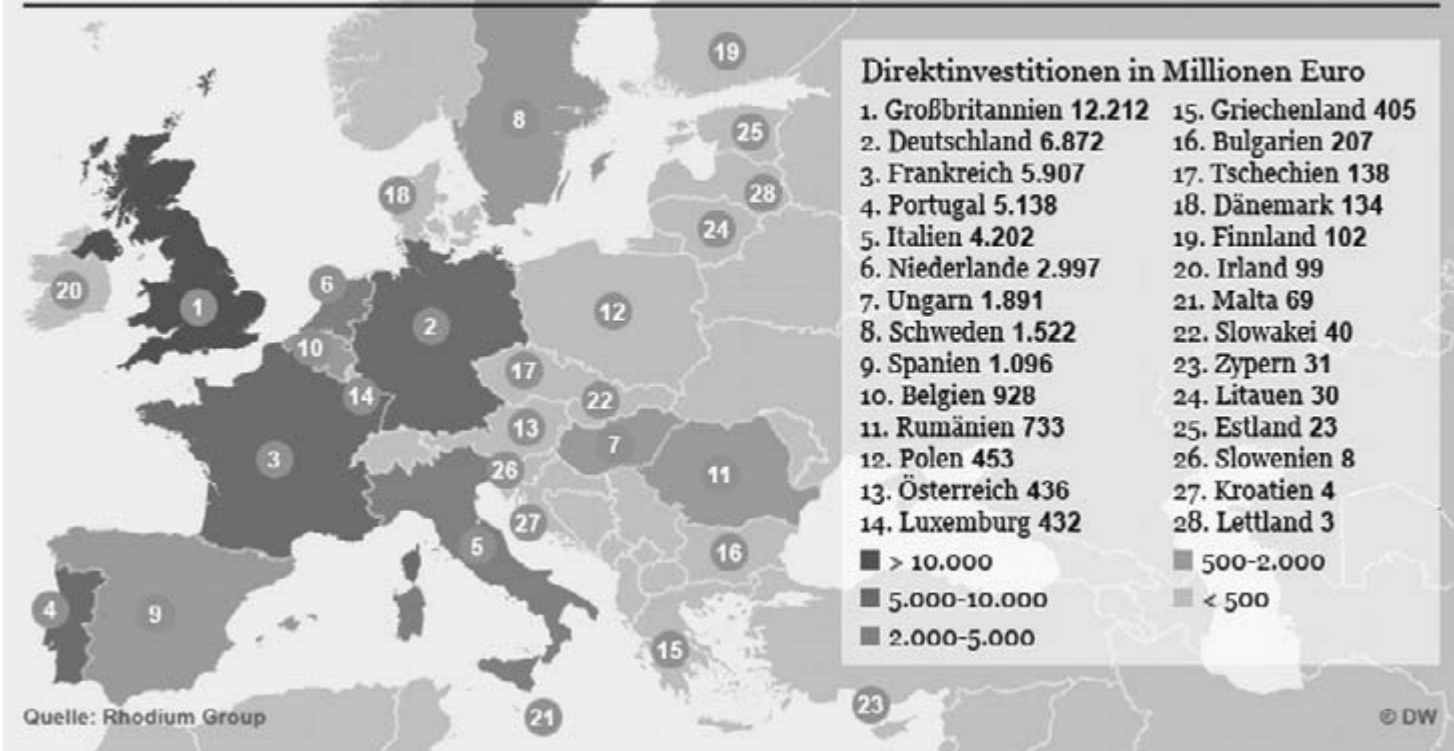 Direktinvestitionen in Millionen Euro
1. Großbritannien 12.212
2. Deutschland 6.872
3. Frankreich 5.907
4. Portugal 5.138
5. Italien 4.202
6. Niederlande 2.997
7. Ungarn 1.891
8. Schweden 1.522
9. Spanien 1.096
10. Belgien 928
11. Rumänien 733
12. Polen 453
13. Österreich 436
14. Luxemburg 432
15. Griechenland 405
16. Bulgarien 207
17. Tschechien 138
18. Dänemark 134
19. Finnland 102
20. Irland 99
21. Malta 69
22. Slowakei 40
23. Zypern 31
24. Litauen 30
25. Estland 23
26. Slowenien 8
27. Kroatien 4
28. Lettland 3
> 10.000
5.000-10.000
2.000-5.000
500-2.000
< 500
19
8
25
18
28
24
20
6
1
2
12
10
17
14
22
13
7
3
26
11
27
5
16
4
9
15
23
21
Quelle: Rhodium Group
© DW